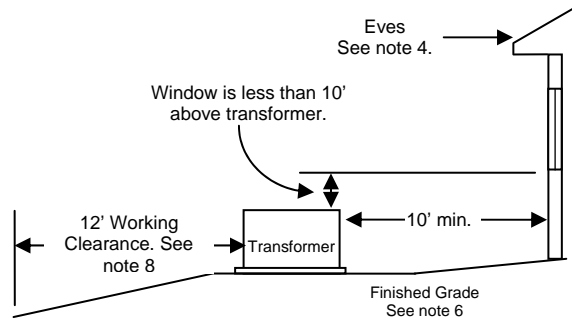 Eves
See note 4.
Window is less than 10'
above transformer.
12' Working
Clearance. See
note 8
Transformer
10' min.
Finished Grade
See note 6